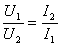 U₁/U₂ = I₂/I₁